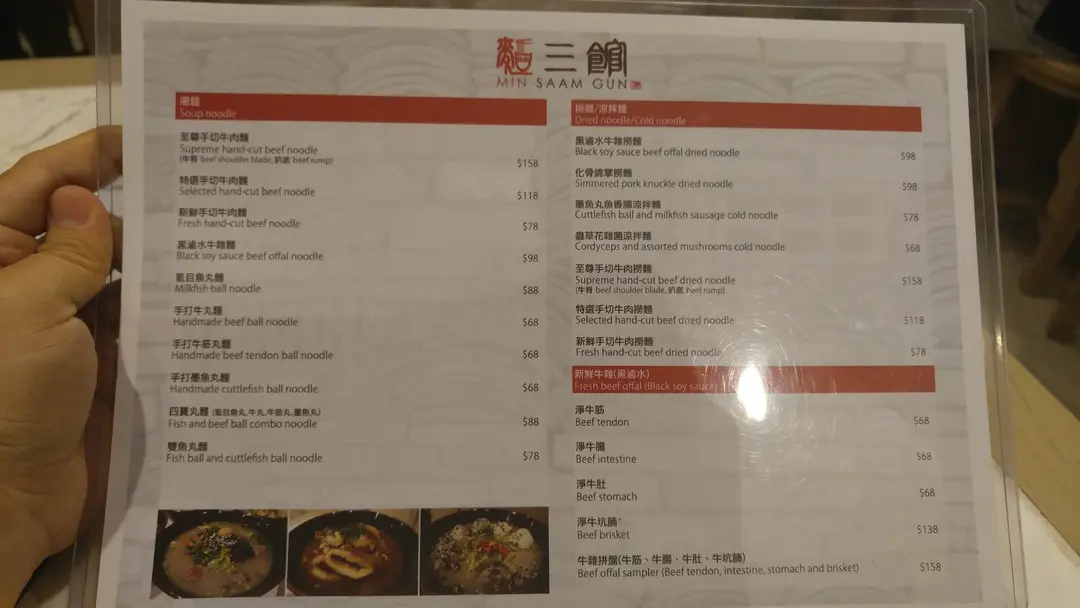 麵三館
MIN SAAM GUN
湯麵
Soup noodle
至尊手切牛肉麵
Supreme hand-cut beef noodle
(牛脊 beef shoulder blade, 扒底 beef rump)
$158
特選手切牛肉麵
Selected hand-cut beef noodle
$118
新鮮手切牛肉麵
Fresh hand-cut beef noodle
$78
黑滷水牛雜麵
Black soy sauce beef offal noodle
$98
虱目魚丸麵
Milkfish ball noodle
$88
手打牛丸麵
Handmade beef ball noodle
$68
手打牛筋丸麵
Handmade beef tendon ball noodle
$68
手打墨魚丸麵
Handmade cuttlefish ball noodle
$68
四寶丸麵 (虱目魚丸,牛丸,牛筋丸,墨魚丸)
Fish and beef ball combo noodle
$88
雙魚丸麵
Fish ball and cuttlefish ball noodle
$78
撈麵/涼拌麵
Dried noodle/Cold noodle
黑滷水牛雜撈麵
Black soy sauce beef offal dried noodle
$98
化骨綿掌撈麵
Simmered pork knuckle dried noodle
$98
墨魚丸魚香腸涼拌麵
Cuttlefish ball and milkfish sausage cold noodle
$78
蟲草花雜菌涼拌麵
Cordyceps and assorted mushrooms cold noodle
$68
至尊手切牛肉撈麵
Supreme hand-cut beef dried noodle
(牛脊 beef shoulder blade, 扒底 beef rump)
$158
特選手切牛肉撈麵
Selected hand-cut beef dried noodle
$118
新鮮手切牛肉撈麵
Fresh hand-cut beef dried noodle
$78
新鮮牛雜(黑滷水)
Fresh beef offal (Black soy sauce)
淨牛筋
Beef tendon
$68
淨牛腸
Beef intestine
$68
淨牛肚
Beef stomach
$68
淨牛坑腩
Beef brisket
$138
牛雜拼盤(牛筋、牛腸、牛肚、牛坑腩)
Beef offal sampler (Beef tendon, intestine, stomach and brisket)
$158